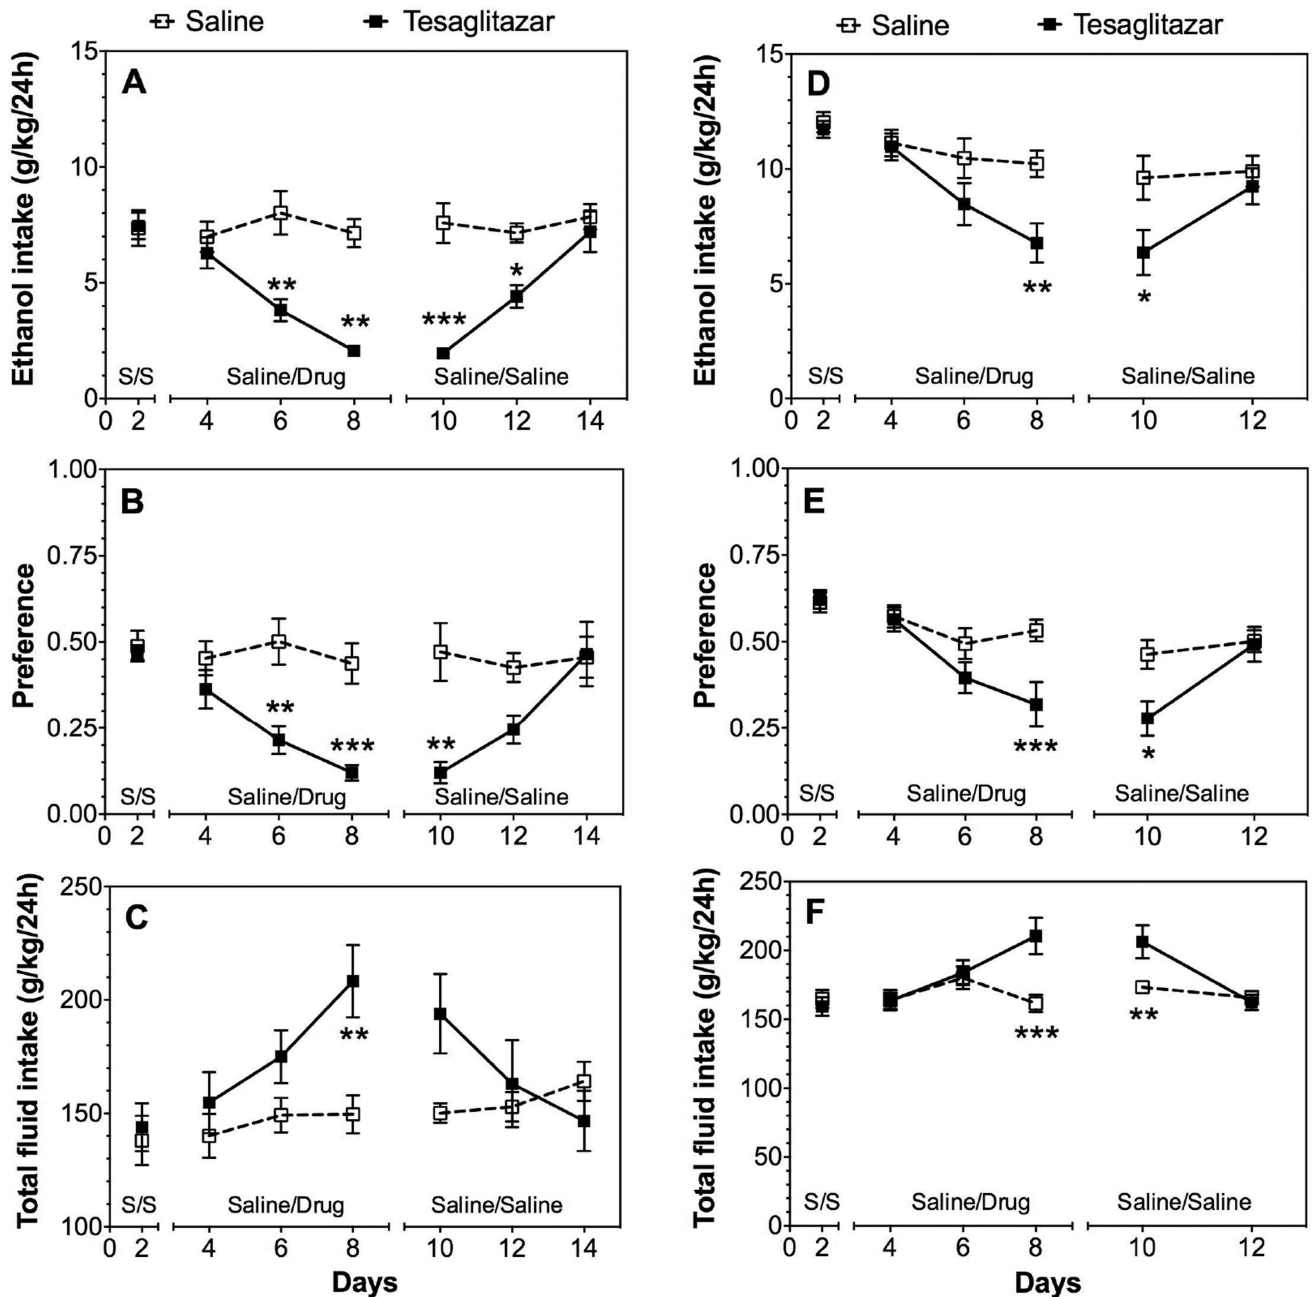 Saline Tesaglitazar
A
Ethanol intake (g/kg/24h)
15
10
5
0
** ** *** *
S/S Saline/Drug Saline/Saline
0 2 4 6 8 10 12 14
B
Preference
1.00
0.75
0.50
0.25
0.00
** *** **
S/S Saline/Drug Saline/Saline
0 2 4 6 8 10 12 14
C
Total fluid intake (g/kg/24h)
250
200
150
100
**
S/S Saline/Drug Saline/Saline
0 2 4 6 8 10 12 14
Days
Saline Tesaglitazar
D
Ethanol intake (g/kg/24h)
15
10
5
0
** *
S/S Saline/Drug Saline/Saline
0 2 4 6 8 10 12
E
Preference
1.00
0.75
0.50
0.25
0.00
*** *
S/S Saline/Drug Saline/Saline
0 2 4 6 8 10 12
F
Total fluid intake (g/kg/24h)
250
200
150
100
50
0
*** **
S/S Saline/Drug Saline/Saline
0 2 4 6 8 10 12
Days